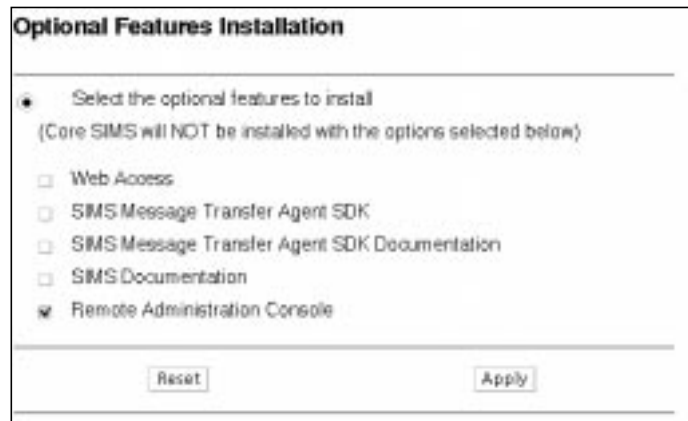 Optional Features Installation
Select the optional features to install
(Core SIMS will NOT be installed with the options selected below)
Web Access
SIMS Message Transfer Agent SDK
SIMS Message Transfer Agent SDK Documentation
SIMS Documentation
Remote Administration Console
Reset Apply